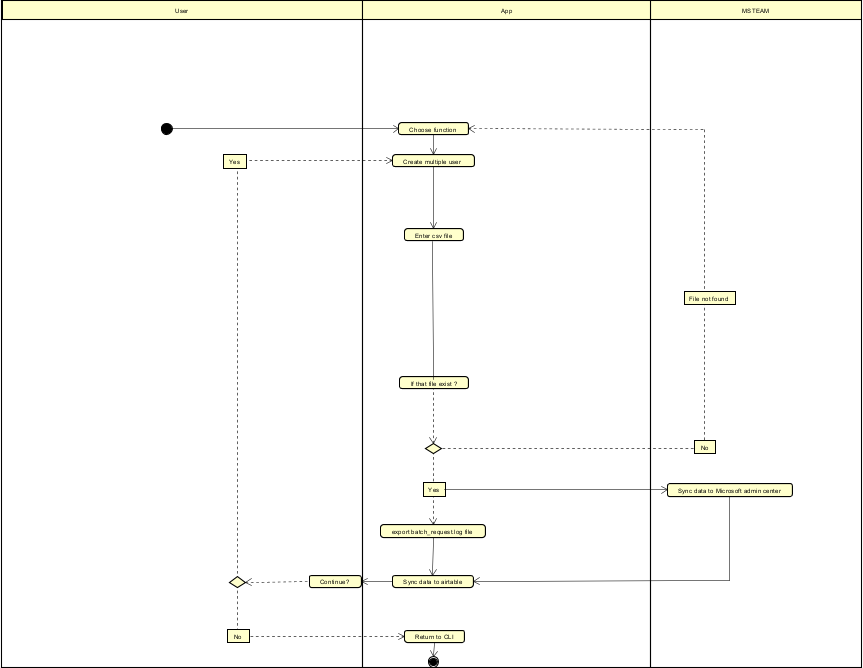 User
App
MSTEAM
Choose function
Yes
Create multiple user
Enter csv file
File not found
If that file exist ?
No
Yes
Sync data to Microsoft admin center
export batch_request.log file
Continue?
Sync data to airtable
No
Return to CLI